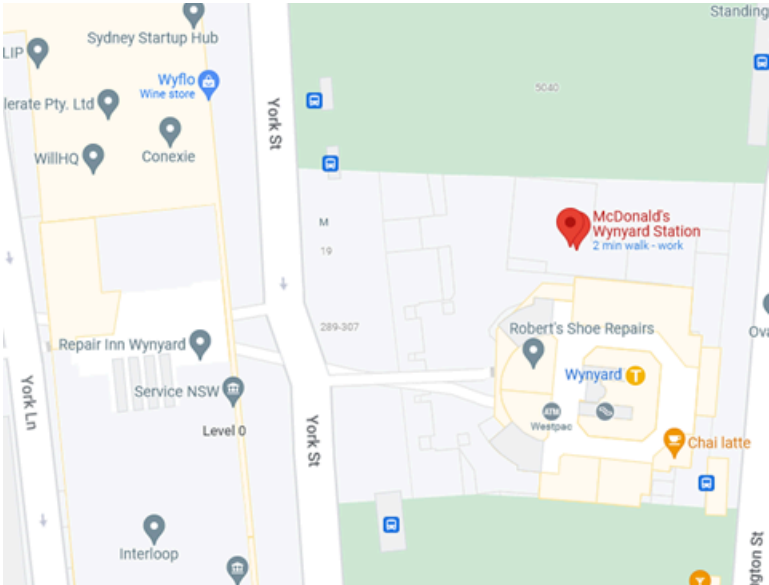 Standing
Sydney Startup Hub
LIP
Wyflo
Wine store
5040
lerate Pty. Ltd
York St
WillHQ
Conexie
McDonald's
Wynyard Station
2 min walk - work
M
19
289-307
Robert's Shoe Repairs
Ova
Repair Inn Wynyard
Wynyard
T
Service NSW
York Ln
ATM
Westpac
Level 0
York St
Chai latte
Interloop
gton St